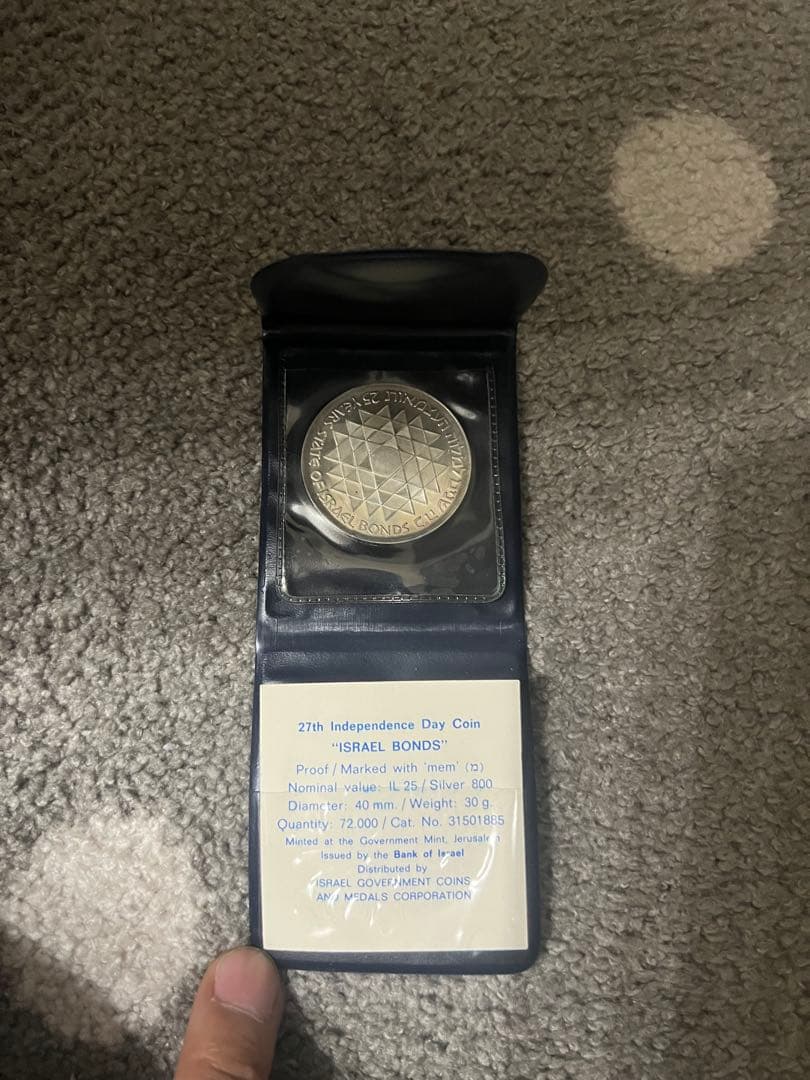 25 YEARS STATE OF ISRAEL BONDS
27th Independence Day Coin
"ISRAEL BONDS"
Proof / Marked with 'mem' (מ)
Nominal value: IL 25 / Silver 800
Diameter: 40 mm. / Weight: 30 g.
Quantity: 72.000 / Cat. No. 31501885
Minted at the Government Mint, Jerusalem
Issued by the Bank of Israel
Distributed by
ISRAEL GOVERNMENT COINS
AND MEDALS CORPORATION